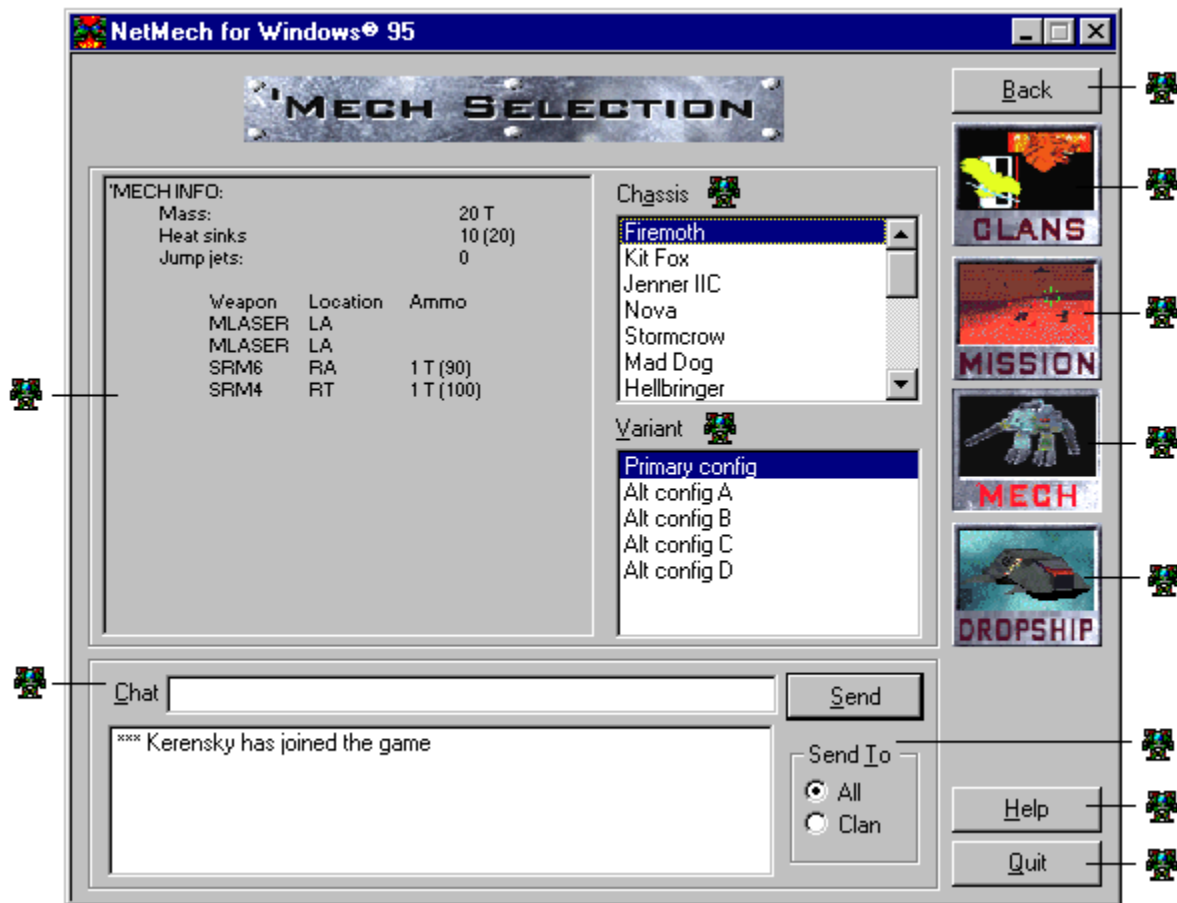 NetMech for Windows® 95
'MECH SELECTION
Back
CLANS
MISSION
MECH
DROPSHIP
'MECH INFO:
Mass: 20 T
Heat sinks 10 (20)
Jump jets: 0
Weapon Location Ammo
MLASER LA
MLASER LA
SRM6 RA 1 T (90)
SRM4 RT 1 T (100)
Chassis
Firemoth
Kit Fox
Jenner IIC
Nova
Stormcrow
Mad Dog
Hellbringer
Variant
Primary config
Alt config A
Alt config B
Alt config C
Alt config D
Chat
Send
*** Kerensky has joined the game
Send To
All
Clan
Help
Quit